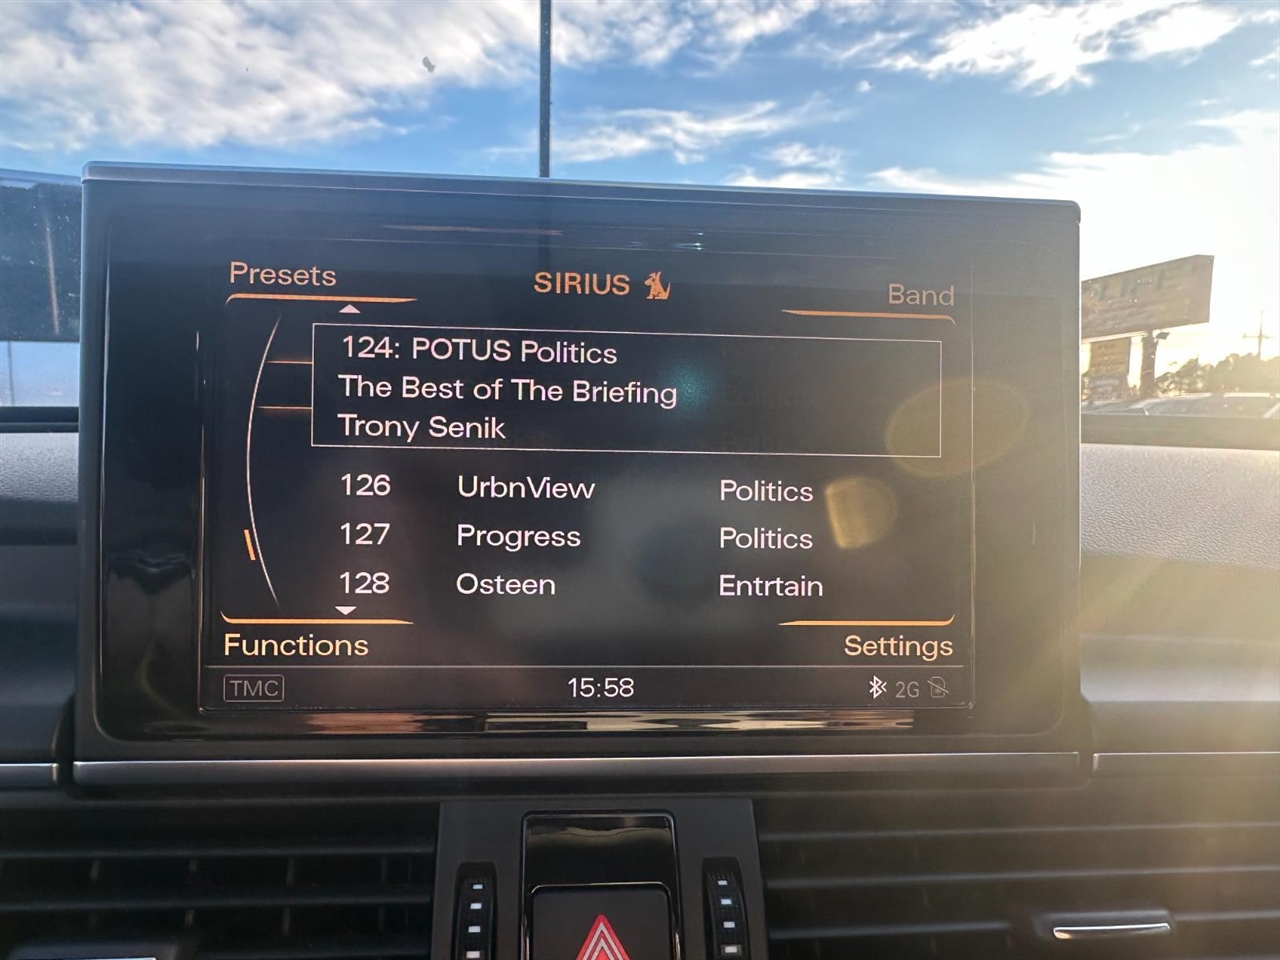 Presets
SIRIUS
Band
124: POTUS Politics
The Best of The Briefing
Trony Senik
126 UrbnView Politics
127 Progress Politics
128 Osteen Entrtain
Functions
Settings
TMC
15:58
2G